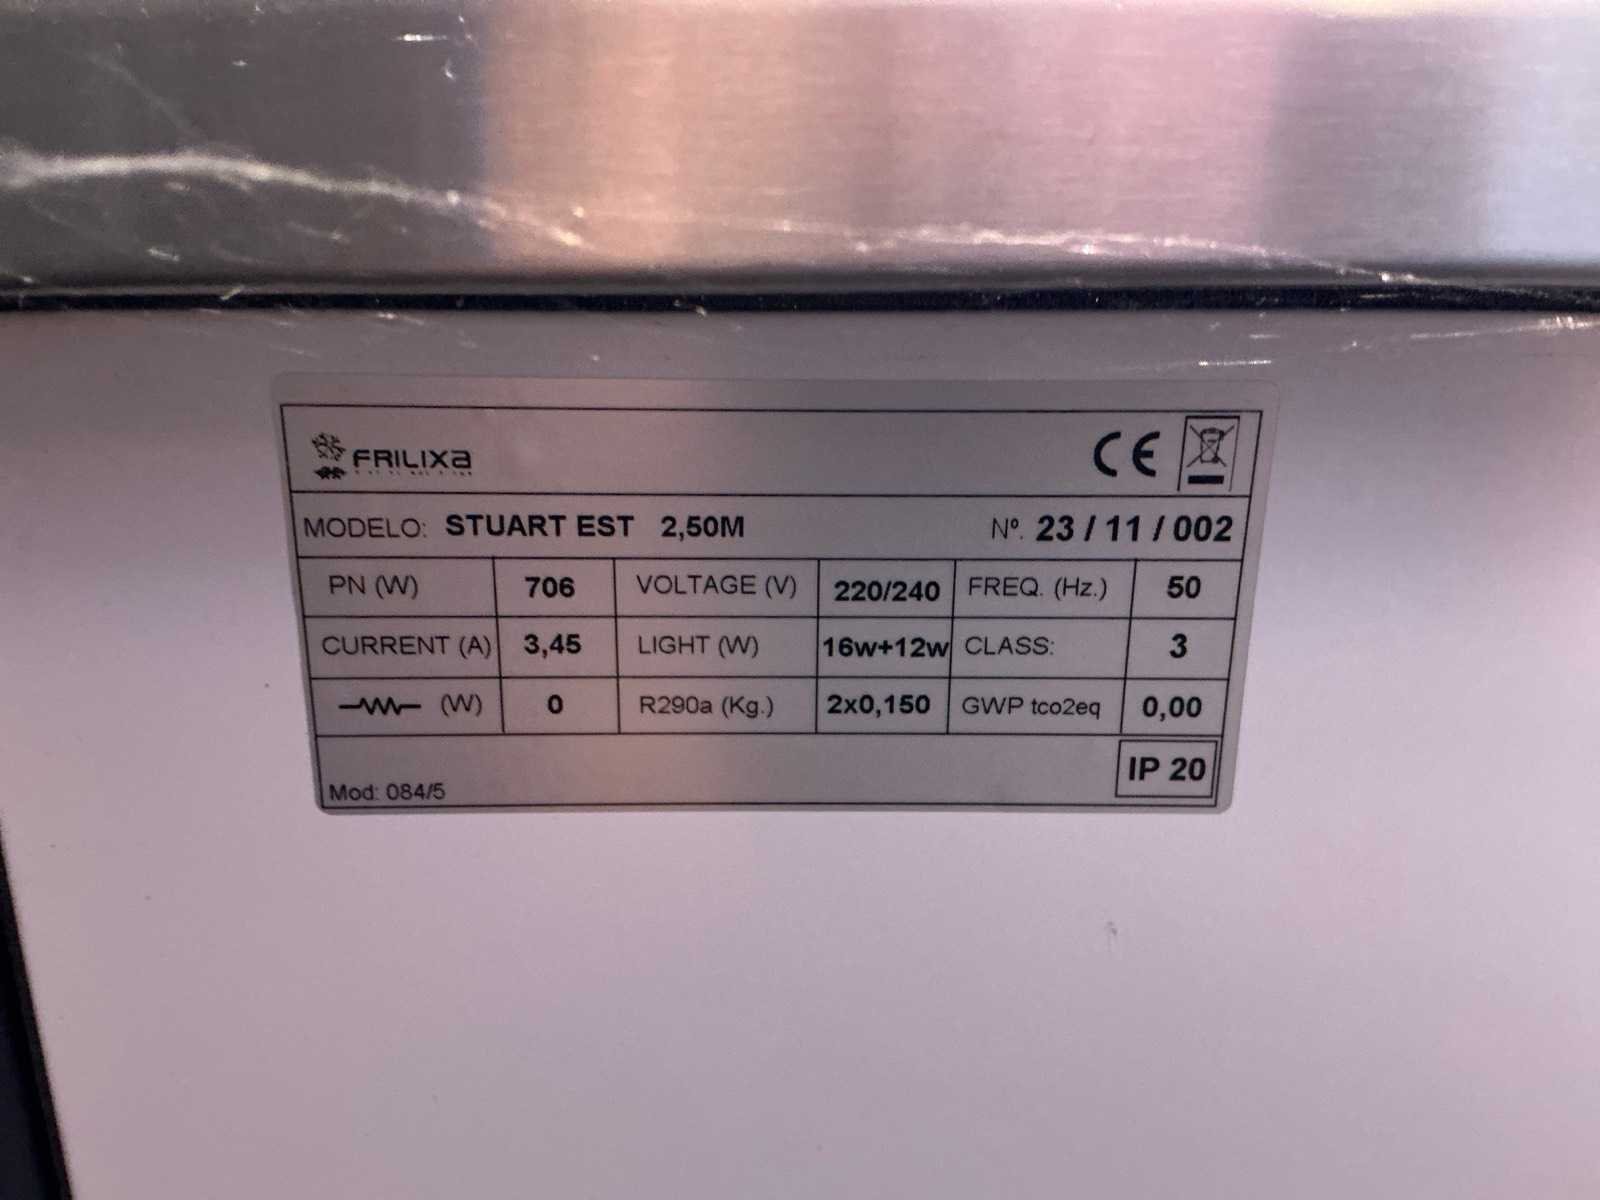 FRILIXa CE
MODELO: STUART EST 2,50M Nº. 23 / 11 / 002
PN (W) 706 VOLTAGE (V) 220/240 FREQ. (Hz.) 50
CURRENT (A) 3,45 LIGHT (W) 16w+12w CLASS: 3
(W) 0 R290a (Kg.) 2x0,150 GWP tco2eq 0,00
IP 20
Mod: 084/5